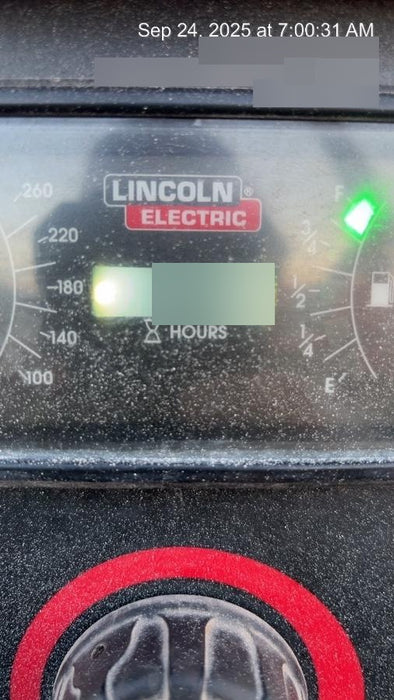 Sep 24, 2025 at 7:00:31 AM
LINCOLN®
ELECTRIC
260
220
180
140
100
HOURS
F
3/4
1/2
1/4
E